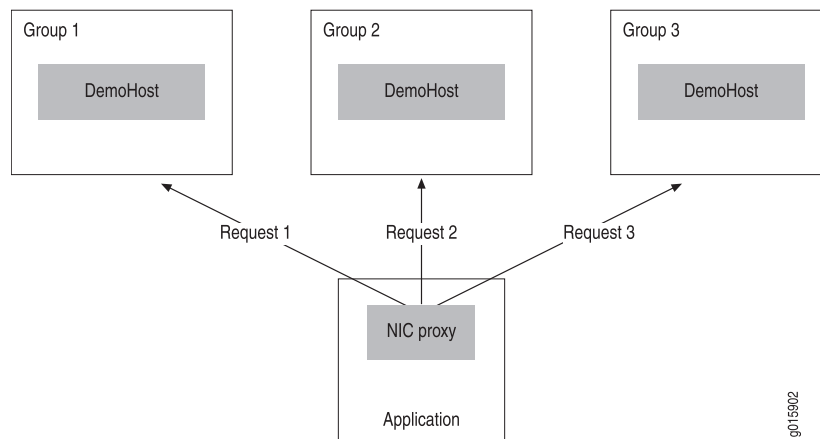 Group 1
Group 2
Group 3
DemoHost
DemoHost
DemoHost
Request 1
Request 2
Request 3
NIC proxy
Application
g015902